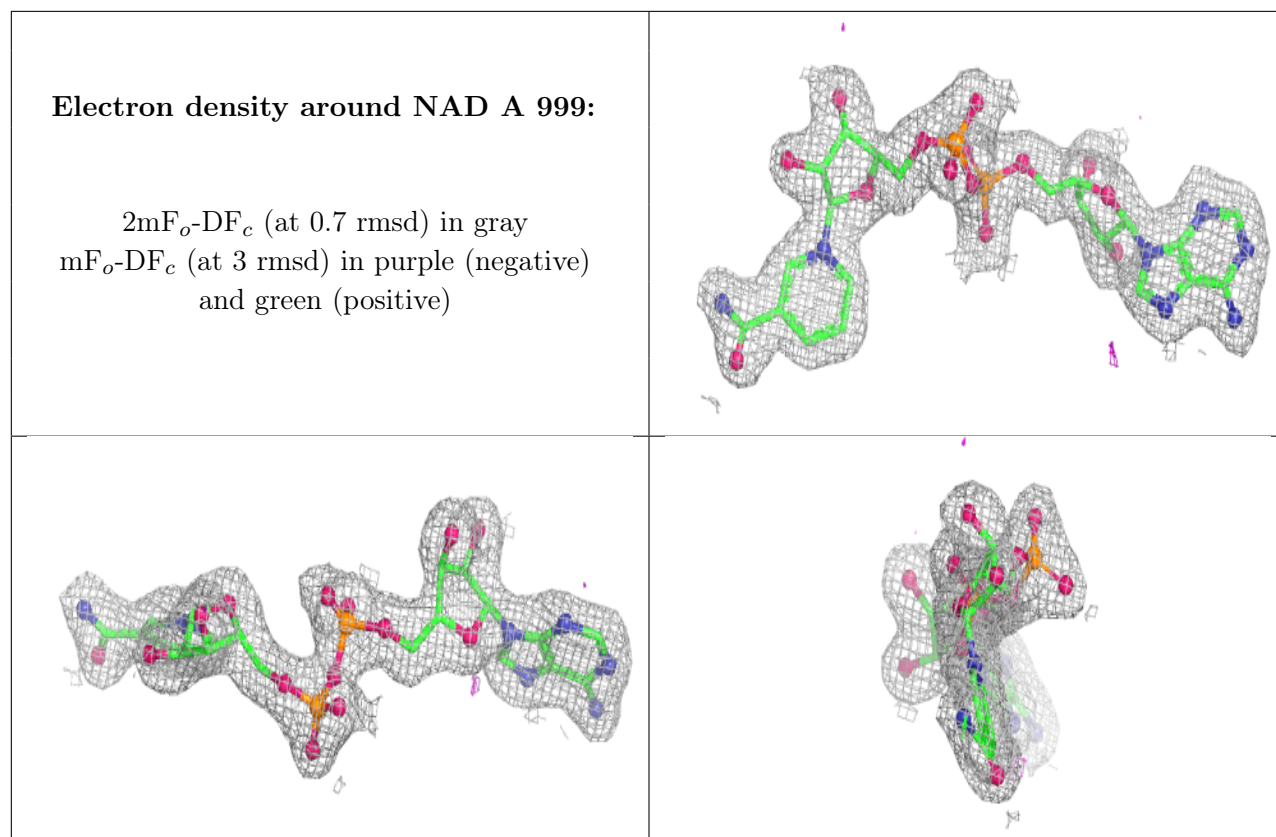 Electron density around NAD A 999:
2mFo-DFc (at 0.7 rmsd) in gray
mFo-DFc (at 3 rmsd) in purple (negative)
and green (positive)